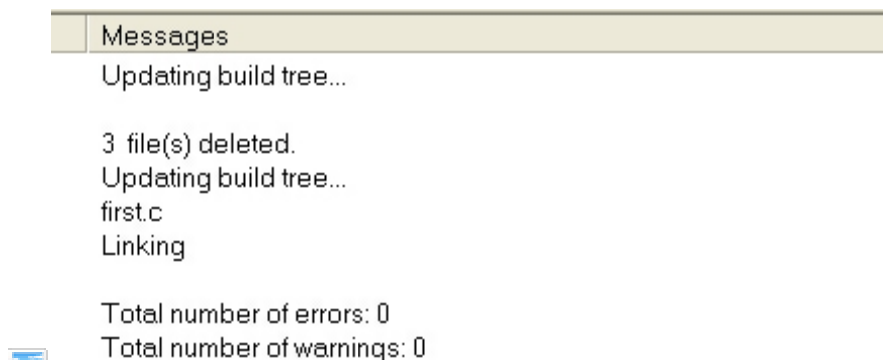 Messages
Updating build tree...
3 file(s) deleted.
Updating build tree...
first.c
Linking
Total number of errors: 0
Total number of warnings: 0